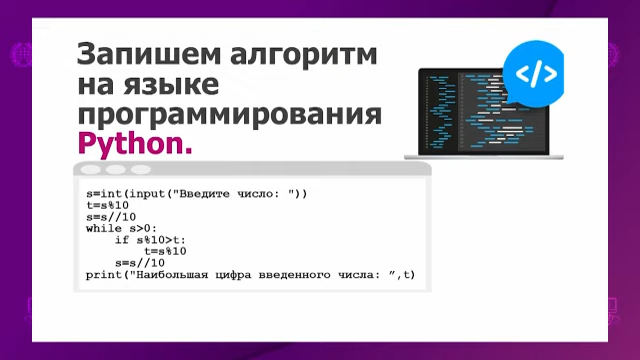 Запишем алгоритм
на языке
программирования
Python.
</>
s=int(input("Введите число: "))
t=s%10
s=s//10
while s>0:
    if s%10>t:
        t=s%10
    s=s//10
print("Наибольшая цифра введенного числа: ”,t)